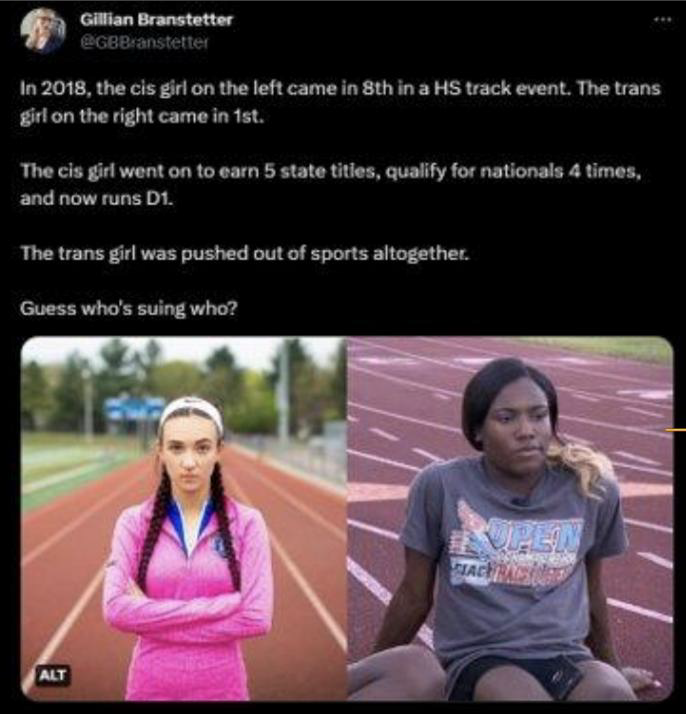 Gillian Branstetter
@GBBranstetter
In 2018, the cis girl on the left came in 8th in a HS track event. The trans
girl on the right came in 1st.
The cis girl went on to earn 5 state titles, qualify for nationals 4 times,
and now runs D1.
The trans girl was pushed out of sports altogether.
Guess who's suing who?
OPEN
ALT